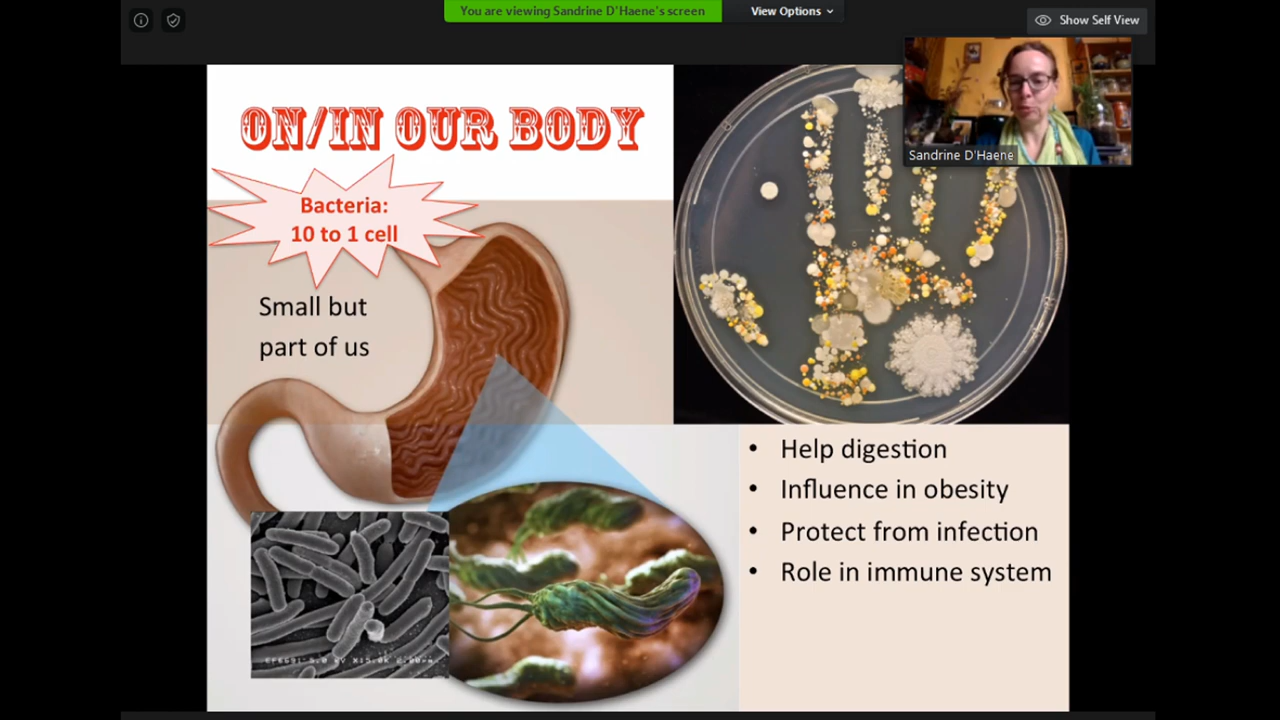 You are viewing Sandrine D'Haene's screen
View Options
Show Self View
Sandrine D'Haene
ON/IN OUR BODY
Bacteria:
10 to 1 cell
Small but
part of us
• Help digestion
• Influence in obesity
• Protect from infection
• Role in immune system